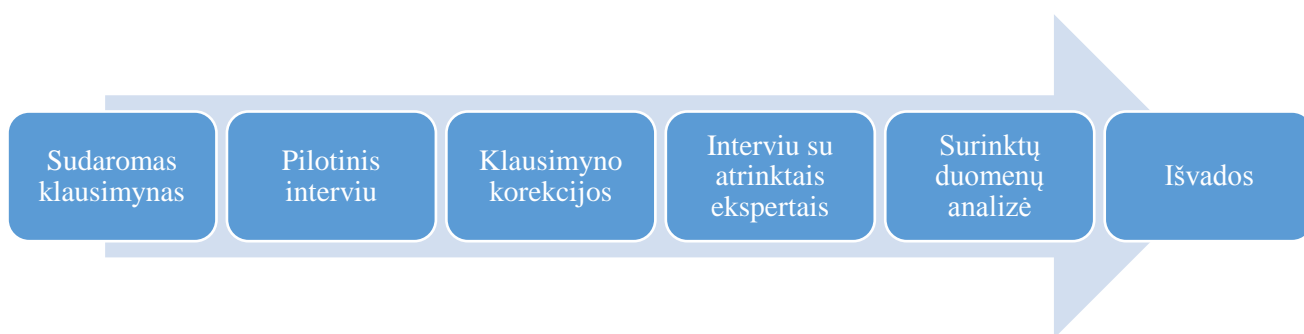 Sudaromas
klausimynas
Pilotinis
interviu
Klausimyno
korekcijos
Interviu su
atrinktais
ekspertais
Surinktų
duomenų
analizė
Išvados